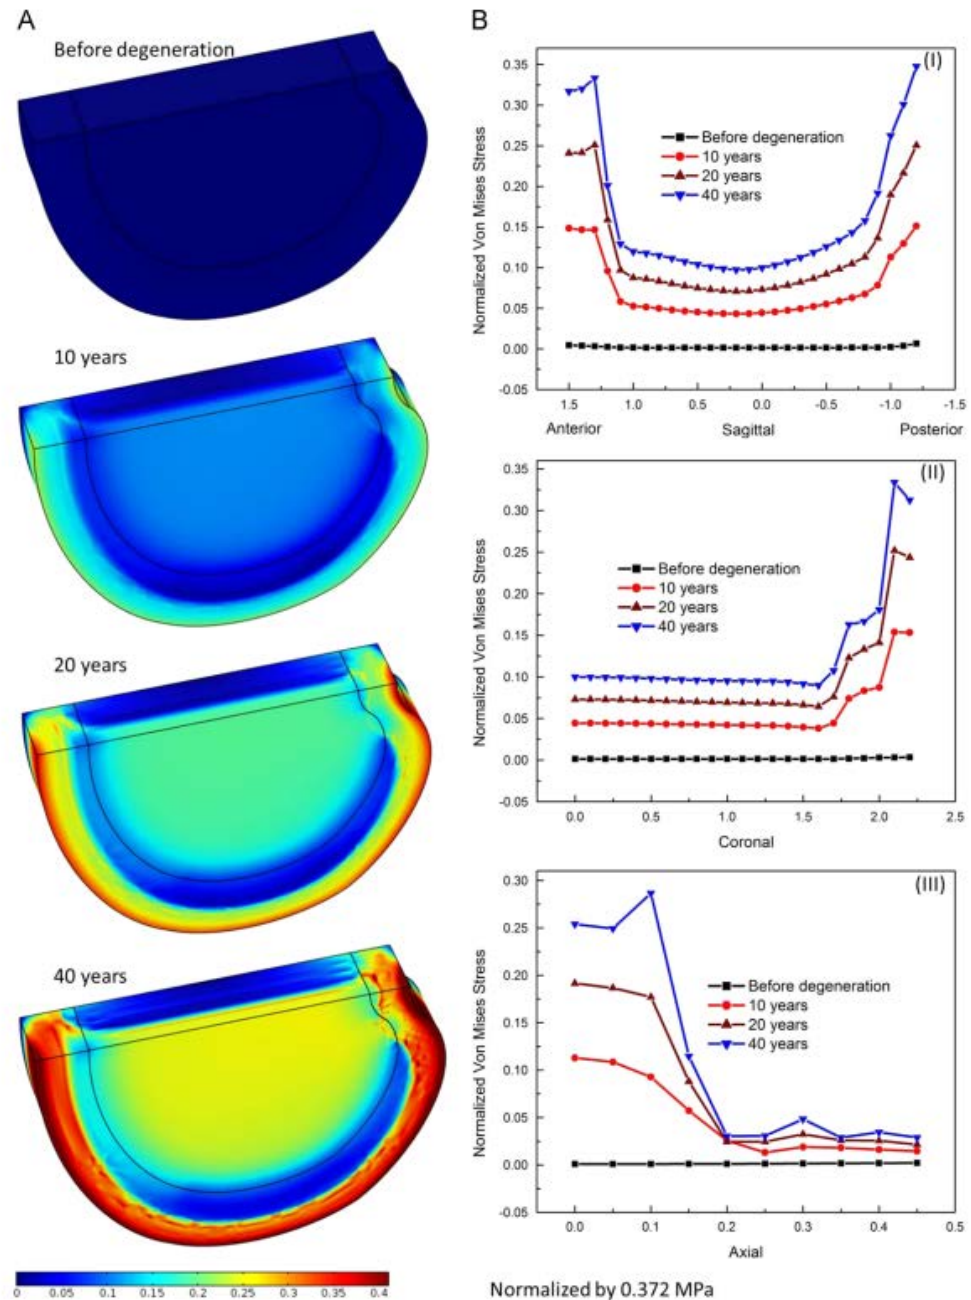 A
Before degeneration
10 years
20 years
40 years
0 0.05 0.1 0.15 0.2 0.25 0.3 0.35 0.4
B
(I)
Normalized Von Mises Stress
0.35
0.30
0.25
0.20
0.15
0.10
0.05
0.00
-0.05
Before degeneration
10 years
20 years
40 years
1.5 1.0 0.5 0.0 -0.5 -1.0 -1.5
Anterior Sagittal Posterior
(II)
Normalized Von Mises Stress
0.35
0.30
0.25
0.20
0.15
0.10
0.05
0.00
-0.05
Before degeneration
10 years
20 years
40 years
0.0 0.5 1.0 1.5 2.0 2.5
Coronal
(III)
Normalized Von Mises Stress
0.30
0.25
0.20
0.15
0.10
0.05
0.00
-0.05
Before degeneration
10 years
20 years
40 years
0.0 0.1 0.2 0.3 0.4 0.5
Axial
Normalized by 0.372 MPa